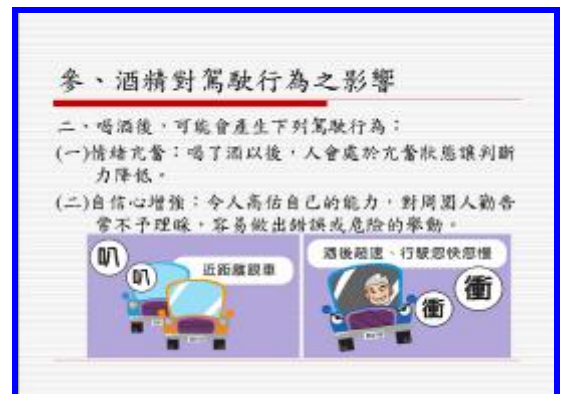 參、酒精對駕駛行為之影響
二、喝酒後,可能會產生下列駕駛行為:
(一)情緒亢奮:喝了酒以後,人會處於亢奮狀態讓判斷
力降低。
(二)自信心增強:令人高估自己的能力,對周圍人勸告
常不予理睬,容易做出錯誤或危險的舉動。
叭
叭
近距離跟車
酒後超速、行駛忽快忽慢
衝
衝